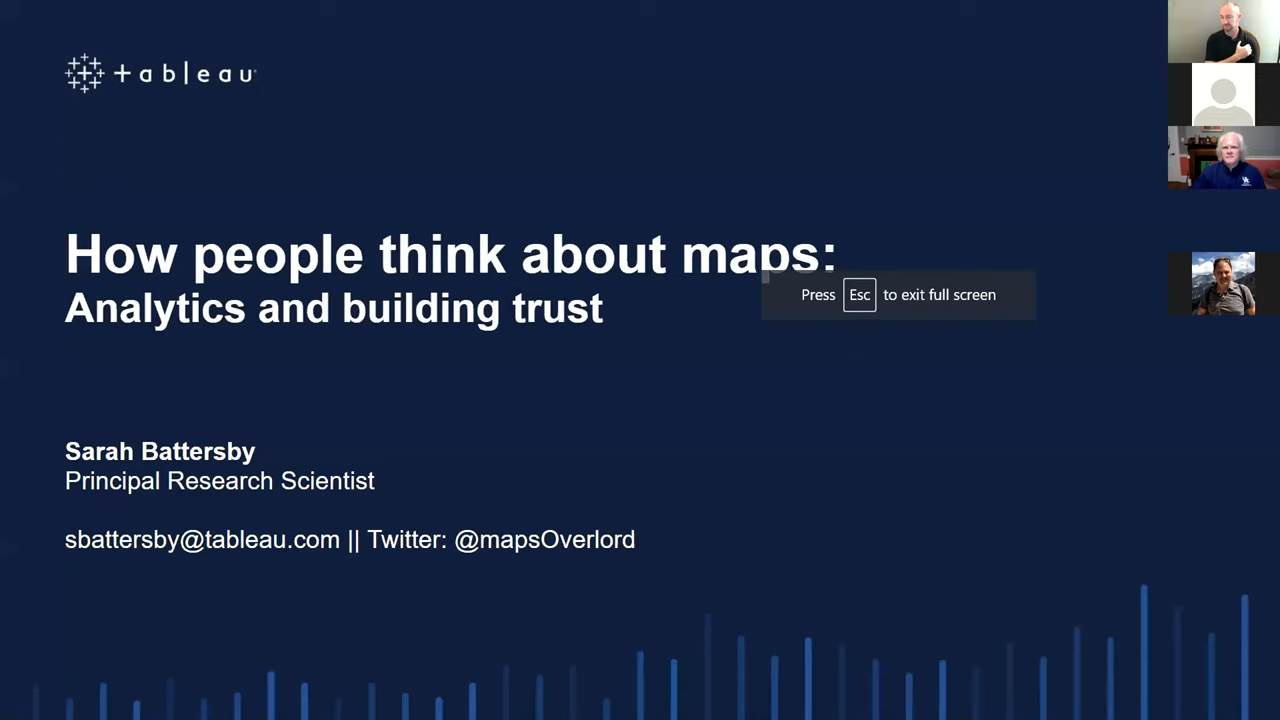 +ableau
How people think about maps:
Analytics and building trust
Press Esc to exit full screen
Sarah Battersby
Principal Research Scientist
sbattersby@tableau.com || Twitter: @mapsOverlord